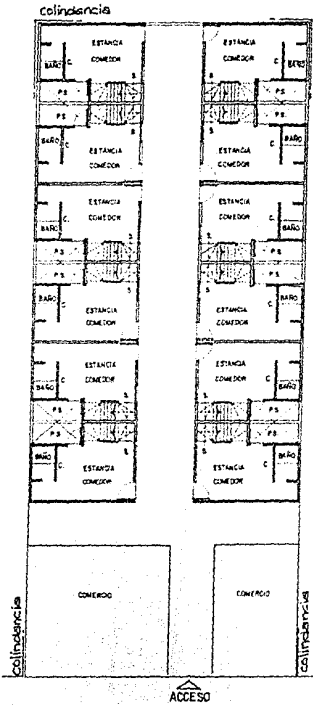 Colindancia
ESTANCIA
COMEDOR
ESTANCIA
COMEDOR
BAÑO
C.
C.
BAÑO
P.S.
S.
S.
P.S.
P.S.
S.
S.
P.S.
BAÑO
C.
C.
BAÑO
ESTANCIA
COMEDOR
ESTANCIA
COMEDOR
ESTANCIA
COMEDOR
ESTANCIA
COMEDOR
BAÑO
C.
C.
BAÑO
P.S.
S.
S.
P.S.
P.S.
S.
S.
P.S.
BAÑO
C.
C.
BAÑO
ESTANCIA
COMEDOR
ESTANCIA
COMEDOR
ESTANCIA
COMEDOR
ESTANCIA
COMEDOR
BAÑO
C.
C.
BAÑO
P.S.
S.
S.
P.S.
P.S.
S.
S.
P.S.
BAÑO
C.
C.
BAÑO
ESTANCIA
COMEDOR
ESTANCIA
COMEDOR
COMERCIO
COMERCIO
colindancia
colindancia
ACCESO